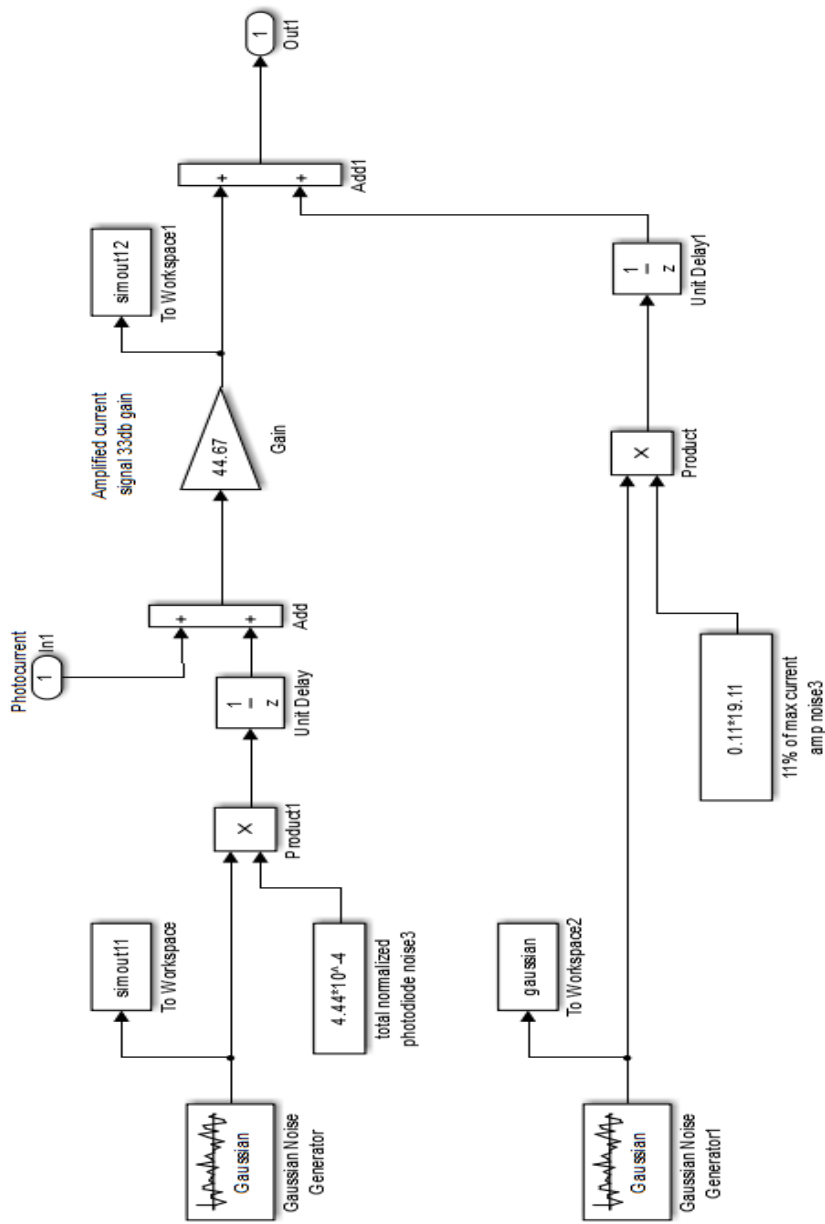 Photocurrent
1
In1
Amplified current
signal 33db gain
simout11
To Workspace
simout12
To Workspace1
Gaussian
Gaussian Noise
Generator
X
Product1
4.44*10^-4
total normalized
photodiode noise3
1
z
Unit Delay
+
+
Add
44.67
Gain
+
+
Add1
1
Out1
gaussian
To Workspace2
Gaussian
Gaussian Noise
Generator1
X
Product
0.11*19.11
11% of max current
amp noise3
1
z
Unit Delay1